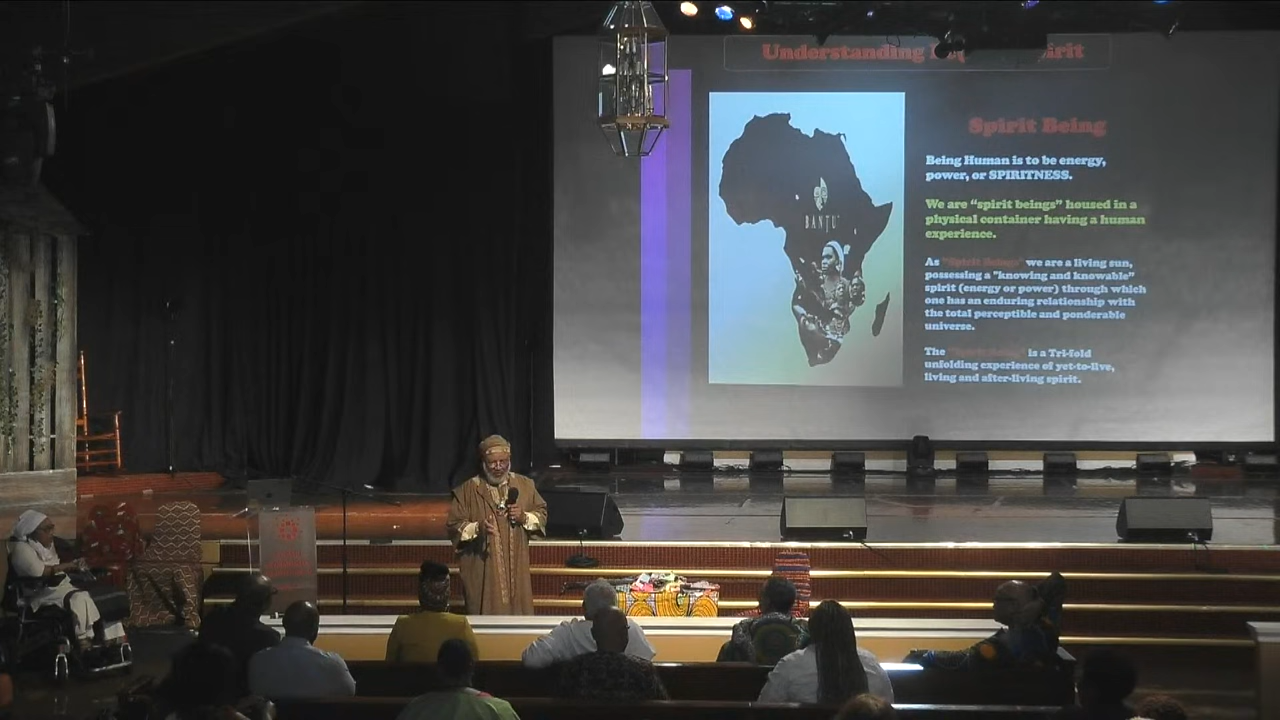 Understanding
Spirit Being
Being Human is to be energy,
power, or SPIRITNESS.
We are “spirit beings” housed in a
physical container having a human
experience.
BANTU
As "Spirit Beings" we are a living sun,
possessing a "knowing and knowable"
spirit (energy or power) through which
one has an enduring relationship with
the total perceptible and ponderable
universe.
The is a Tri-fold
unfolding experience of yet-to-live,
living and after-living spirit.